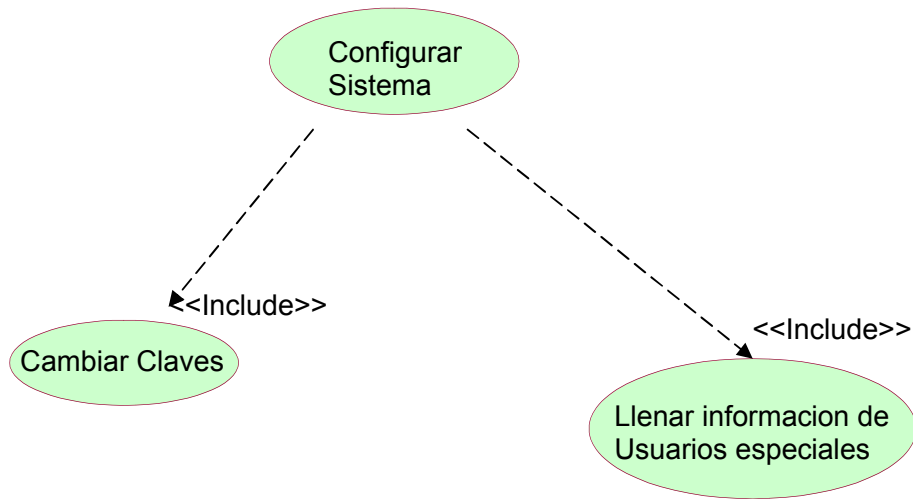 Configurar
Sistema
<<Include>>
<<Include>>
Cambiar Claves
Llenar informacion de
Usuarios especiales